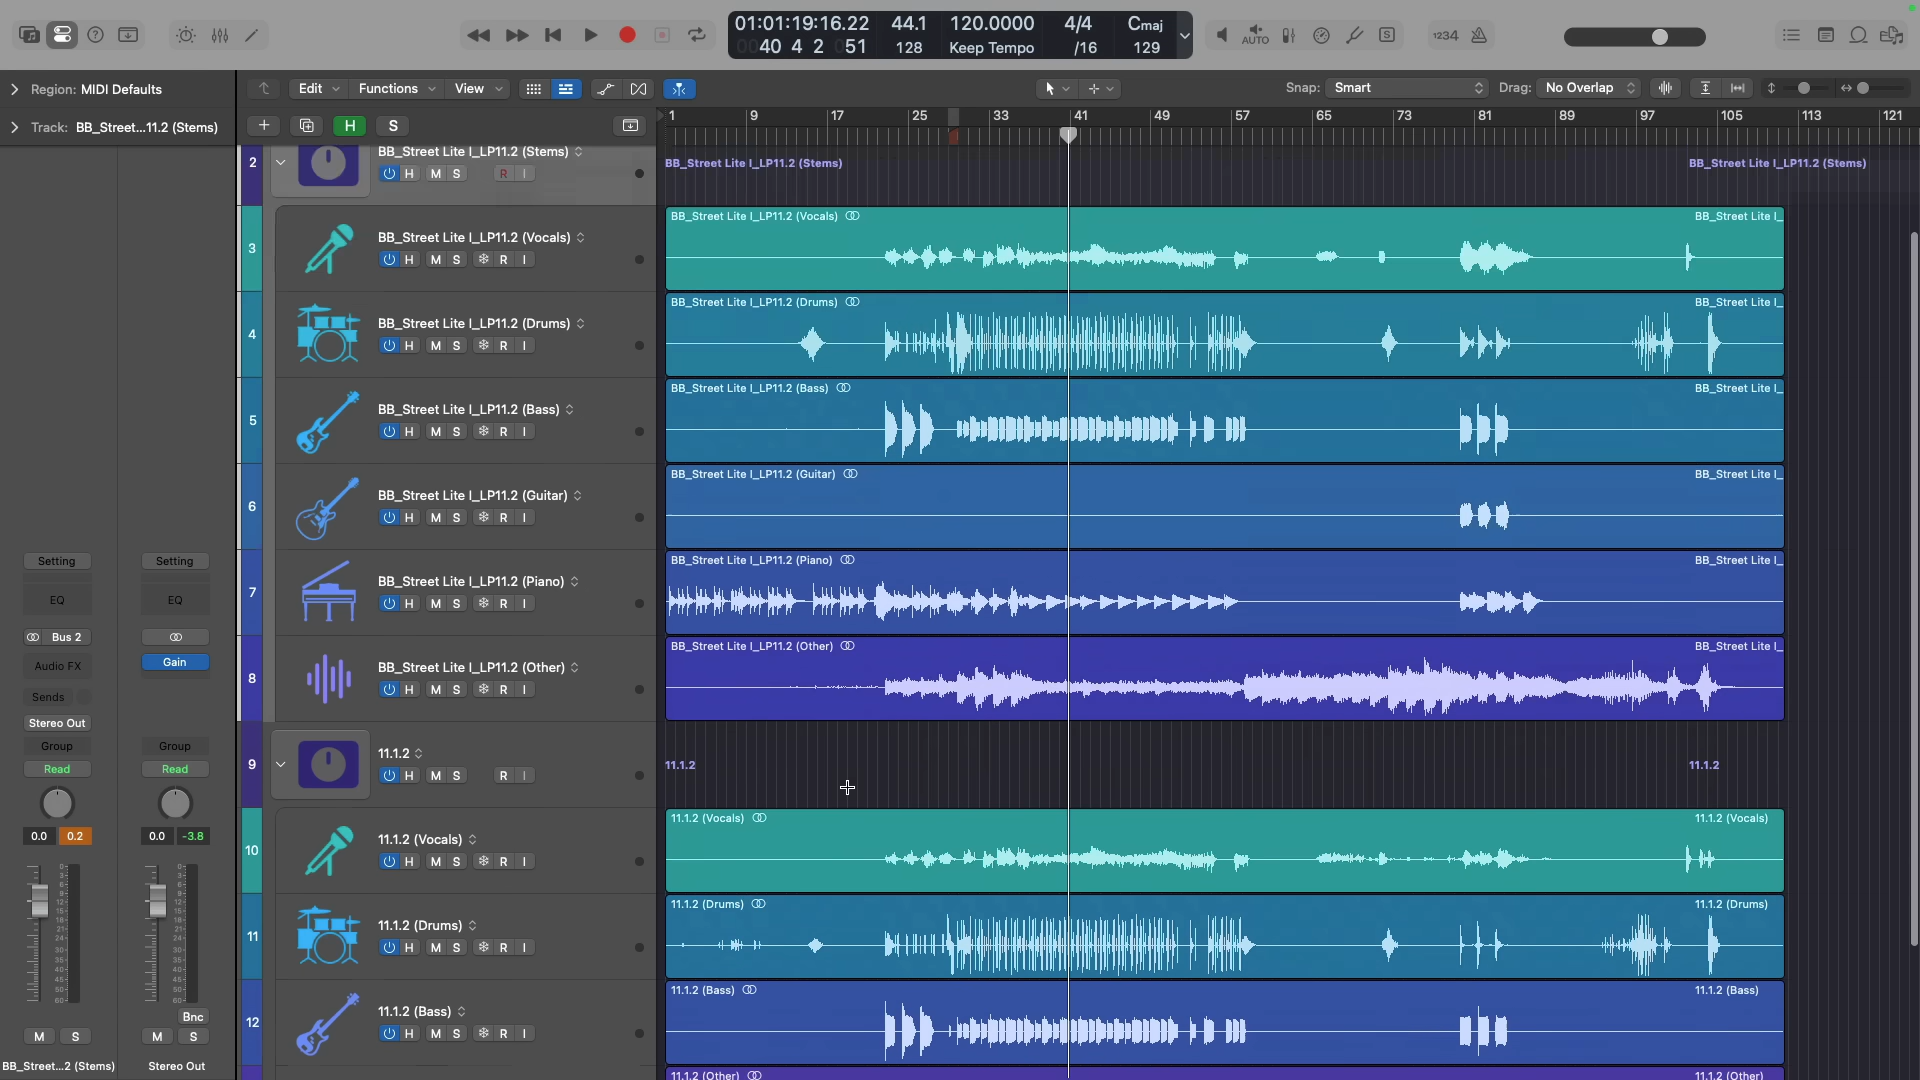 01:01:19:16.22 44.1 120.0000 4/4 Cmaj
0040 4 2 051 128 Keep Tempo /16 129
AUTO
1234
Region: MIDI Defaults
Edit Functions View
Snap: Smart Drag: No Overlap
Track: BB_Street...11.2 (Stems)
H S
1 9 17 25 33 41 49 57 65 73 81 89 97 105 113 121
2 BB_Street Lite I_LP11.2 (Stems)
H M S R I
BB_Street Lite I_LP11.2 (Stems) BB_Street Lite I_LP11.2 (Stems)
3 BB_Street Lite I_LP11.2 (Vocals)
H M S R I
BB_Street Lite I_LP11.2 (Vocals) BB_Street Lite I_
4 BB_Street Lite I_LP11.2 (Drums)
H M S R I
BB_Street Lite I_LP11.2 (Drums) BB_Street Lite I_
5 BB_Street Lite I_LP11.2 (Bass)
H M S R I
BB_Street Lite I_LP11.2 (Bass) BB_Street Lite I_
6 BB_Street Lite I_LP11.2 (Guitar)
H M S R I
BB_Street Lite I_LP11.2 (Guitar) BB_Street Lite I_
7 BB_Street Lite I_LP11.2 (Piano)
H M S R I
BB_Street Lite I_LP11.2 (Piano) BB_Street Lite I_
8 BB_Street Lite I_LP11.2 (Other)
H M S R I
BB_Street Lite I_LP11.2 (Other) BB_Street Lite I_
9 11.1.2
H M S R I
11.1.2 11.1.2
10 11.1.2 (Vocals)
H M S R I
11.1.2 (Vocals) 11.1.2 (Vocals)
11 11.1.2 (Drums)
H M S R I
11.1.2 (Drums) 11.1.2 (Drums)
12 11.1.2 (Bass)
H M S R I
11.1.2 (Bass) 11.1.2 (Bass)
11.1.2 (Other) 11.1.2 (Other)
Setting Setting
EQ EQ
Bus 2
Audio FX Gain
Sends
Stereo Out
Group Group
Read Read
0.0 0.2 0.0 -3.8
Bnc
M S M S
BB_Street...2 (Stems) Stereo Out